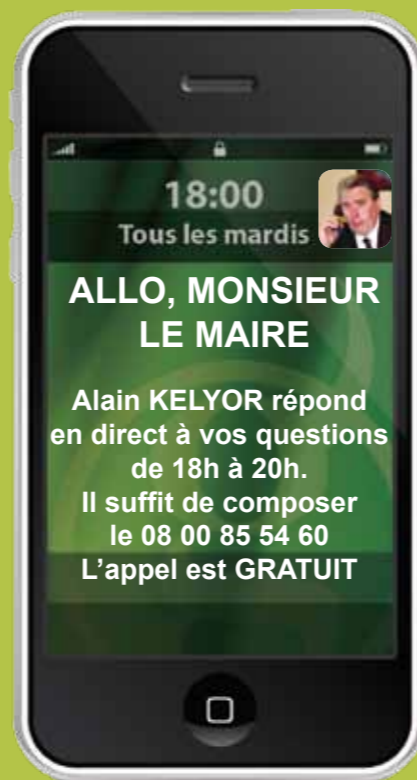 18:00
Tous les mardis
ALLO, MONSIEUR
LE MAIRE
Alain KELYOR répond
en direct à vos questions
de 18h à 20h.
Il suffit de composer
le 08 00 85 54 60
L’appel est GRATUIT